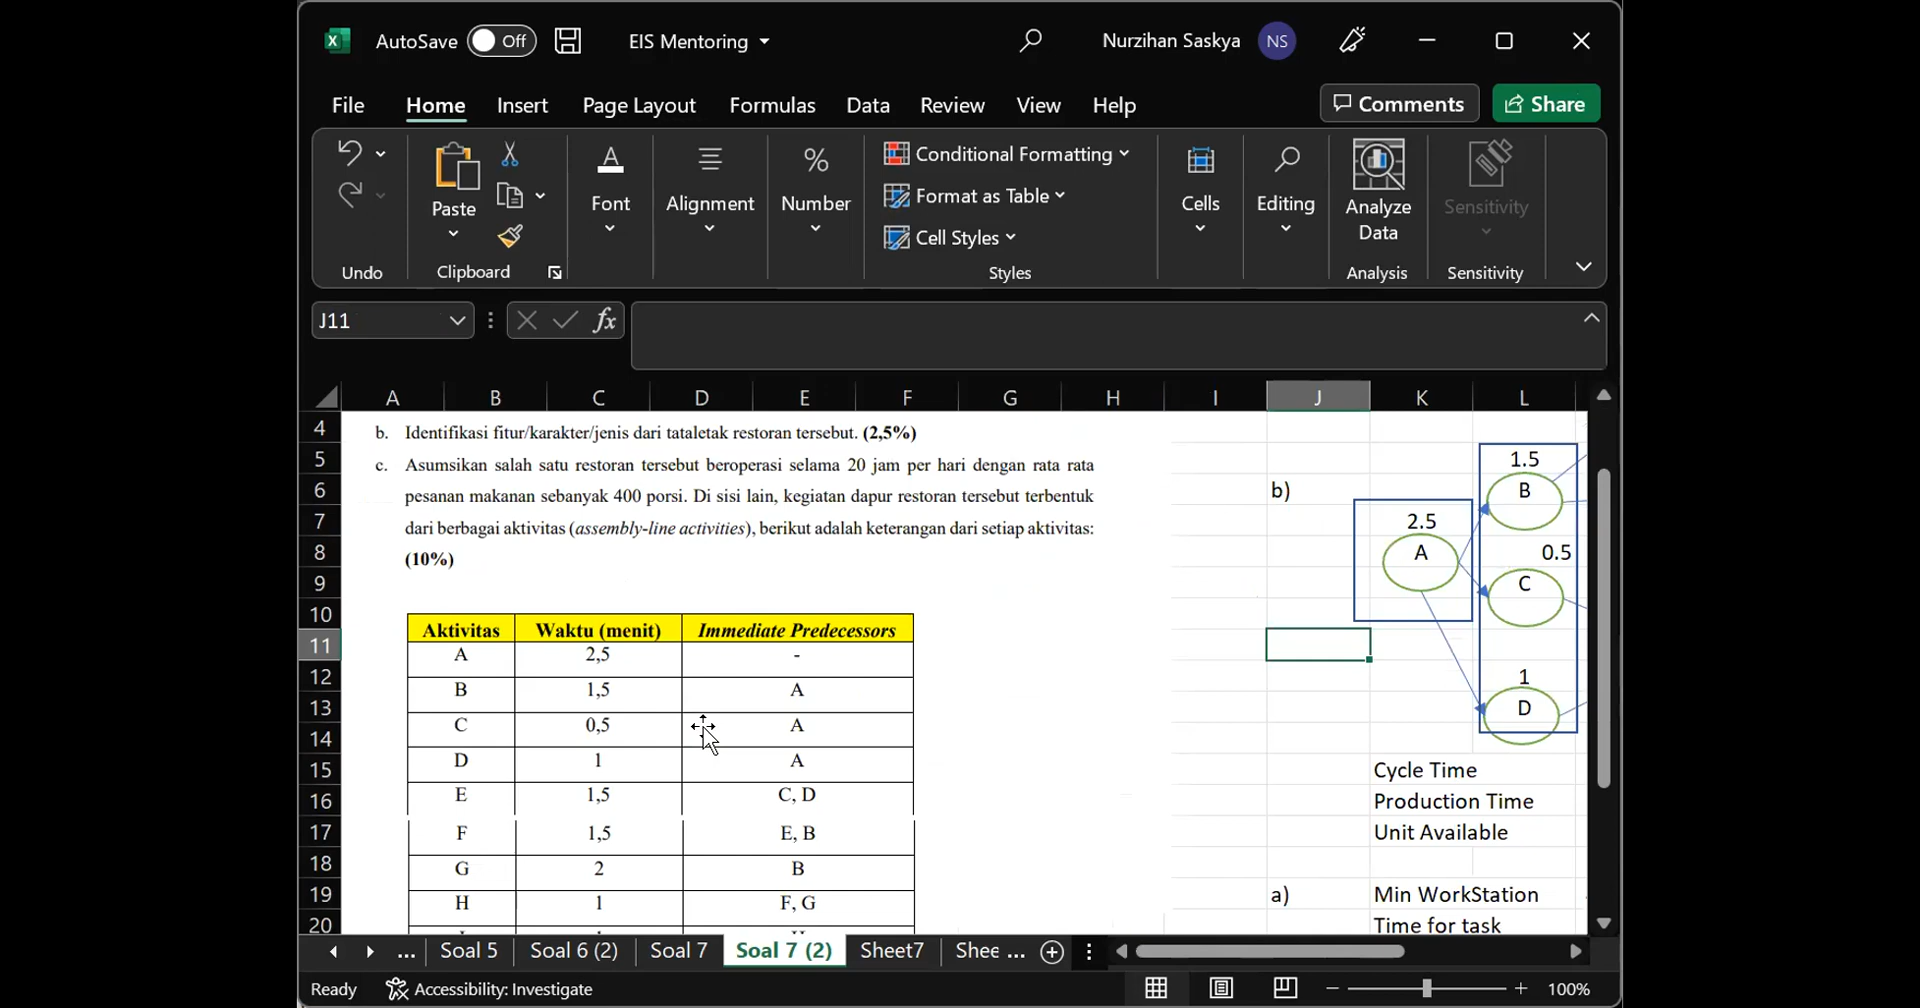 AutoSave Off EIS Mentoring Nurzihan Saskya NS
File Home Insert Page Layout Formulas Data Review View Help Comments Share
Paste
Font
Alignment
%
Number
Conditional Formatting
Format as Table
Cell Styles
Cells
Editing
Analyze
Data
Sensitivity
Undo Clipboard Styles Analysis Sensitivity
J11 fx
A B C D E F G H I J K L
4 b. Identifikasi fitur/karakter/jenis dari tataletak restoran tersebut. (2,5%)
5 c. Asumsikan salah satu restoran tersebut beroperasi selama 20 jam per hari dengan rata rata 1.5
6 pesanan makanan sebanyak 400 porsi. Di sisi lain, kegiatan dapur restoran tersebut terbentuk b) B
7 dari berbagai aktivitas (assembly-line activities), berikut adalah keterangan dari setiap aktivitas: 2.5
8 (10%) A 0.5
9 C
10 Aktivitas Waktu (menit) Immediate Predecessors
11 A 2,5 -
12 B 1,5 A 1
13 C 0,5 A D
14 D 1 A
15 Cycle Time
16 E 1,5 C, D Production Time
17 F 1,5 E, B Unit Available
18 G 2 B
19 H 1 F, G a) Min WorkStation
20 Time for task
... Soal 5 Soal 6 (2) Soal 7 Soal 7 (2) Sheet7 Shee ...
Ready Accessibility: Investigate 100%